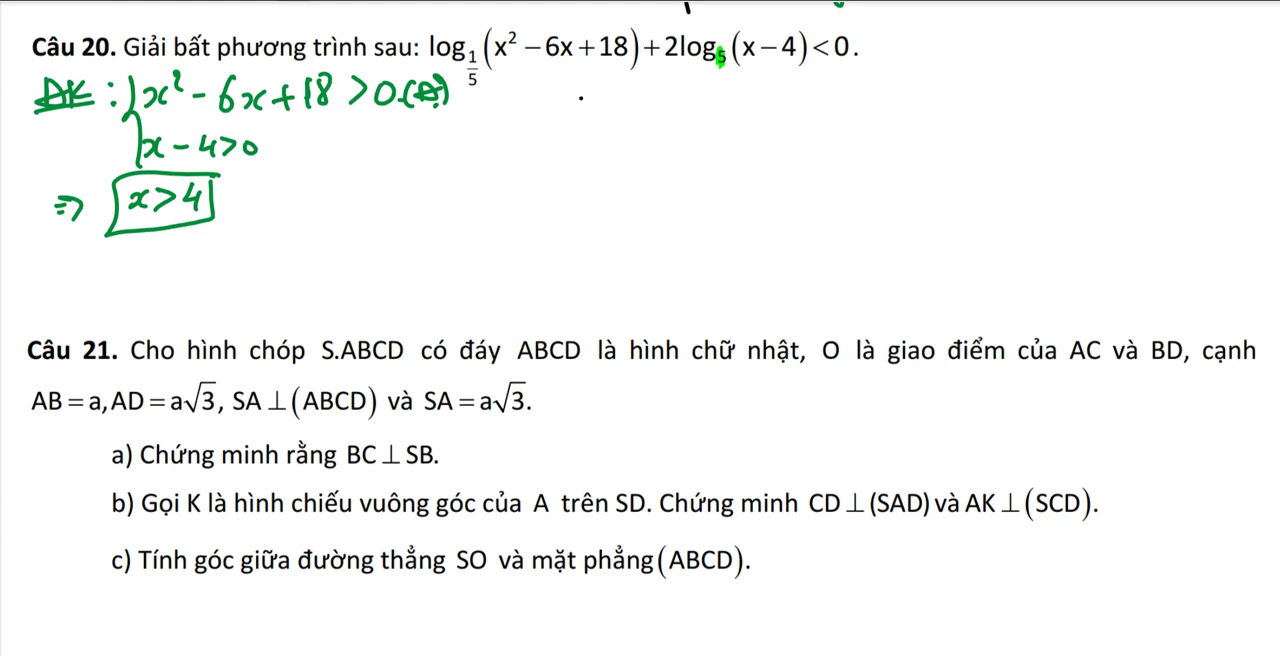 Câu 20. Giải bất phương trình sau: log_{1/5}(x² − 6x + 18) + 2log₅(x − 4) < 0.
ĐK: { x² - 6x + 18 > 0
x - 4 > 0
⇒ x > 4
Câu 21. Cho hình chóp S.ABCD có đáy ABCD là hình chữ nhật, O là giao điểm của AC và BD, cạnh
AB = a, AD = a√3, SA ⊥ (ABCD) và SA = a√3.
a) Chứng minh rằng BC ⊥ SB.
b) Gọi K là hình chiếu vuông góc của A trên SD. Chứng minh CD ⊥ (SAD) và AK ⊥ (SCD).
c) Tính góc giữa đường thẳng SO và mặt phẳng (ABCD).